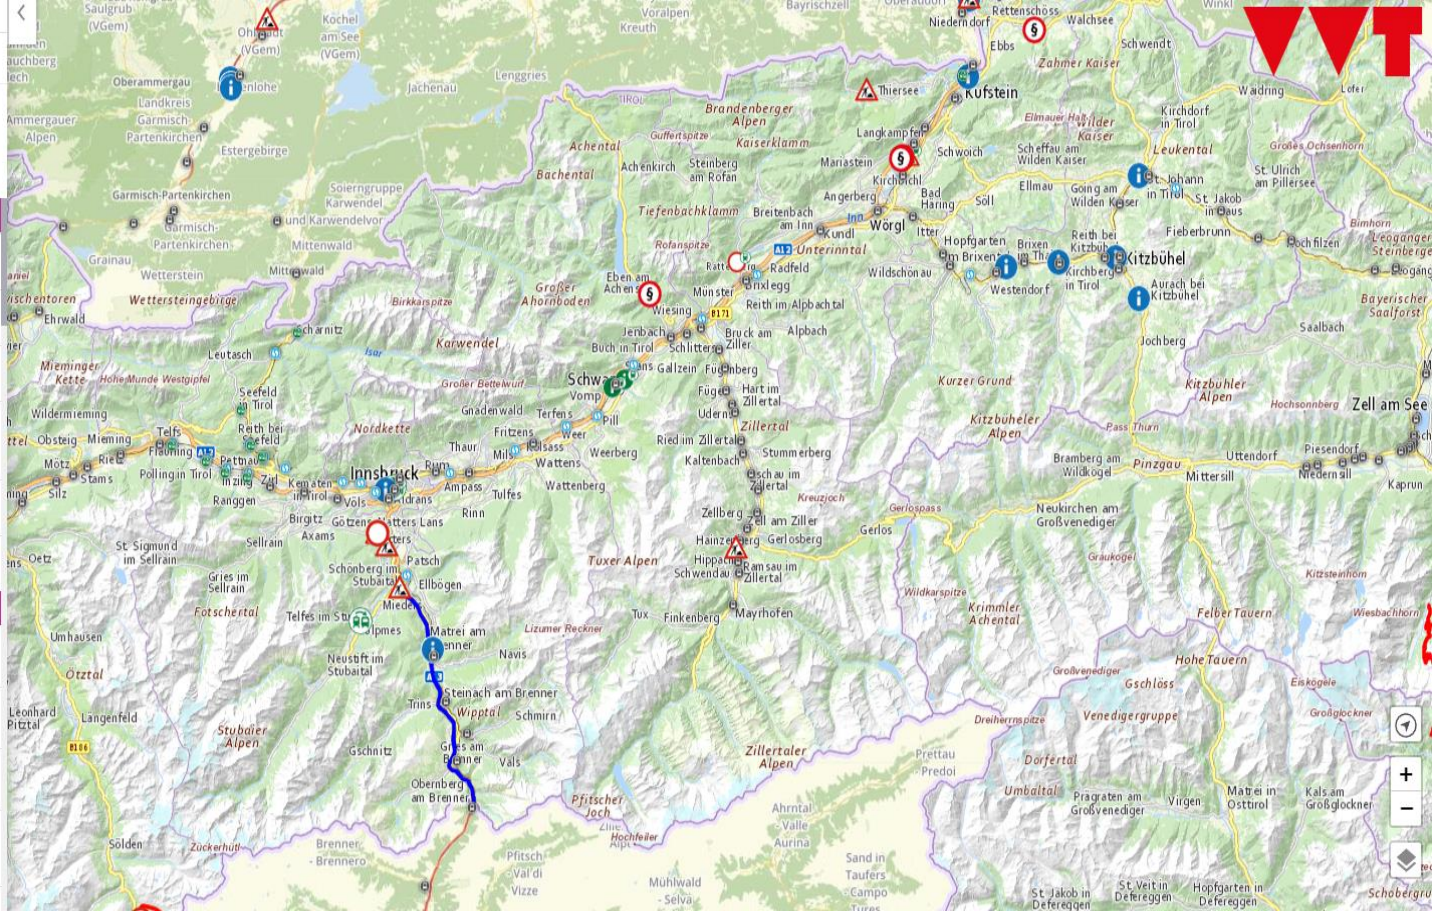 Saulgrub
(VGem)
Kochel
am See
(VGem)
(VGem)
Voralpen
Kreuth
Bayrischzell
Niederndorf
Rettenschöss
Walchsee
Ebbs
Schwendt
Zahmer Kaiser
VVT
Oberammergau
Landkreis
Garmisch
Partenkirchen
Ammergauer
Alpen
Estergebirge
Jachenau
Lenggries
TIROL
Achental
Bachental
Achenkirch
Guffertspitze
Steinberg
am Rofan
Brandenberger
Alpen
Kaiserklamm
Thiersee
Kufstein
Langkampfen
Mariastein
Schwoich
Kirchbichl
Angerberg
Bad
Häring
Ellmauer Halt
Wilder
Kaiser
Scheffau am
Wilden Kaiser
Kirchdorf
in Tirol
Leukental
Waidring
Lofer
Großes Ochsenhorn
St. Ulrich
am Pillersee
St. Johann
in Tirol
Going am
Wilden Kaiser
Ellmau
Söll
St. Jakob
in Haus
Fieberbrunn
Hochfilzen
Birnhorn
Leoganger
Steinberge
Garmisch-Partenkirchen
Garmisch-
Partenkirchen
Soierngruppe
Karwendel
und Karwendelvor
Mittenwald
Mittenwald
Grainau
Wetterstein
Wettersteingebirge
Ehrwald
Tiefenbachklamm
Breitenbach
am Inn
Inn
Kundl
Wörgl
Itter
A12
Unterinntal
Rofanspitze
Radfeld
Brixlegg
Münster
Reith im Alpbachtal
Wildschönau
Hopfgarten
im Brixental
Westendorf
Reith bei
Kitzbühel
Kitzbühel
Kirchberg
in Tirol
Aurach bei
Kitzbühel
Bayerischer
Saalforst
Saalbach
Jochberg
Eben am
Achensee
Großer
Ahornboden
Birkkarspitze
Wiesing
B171
Jenbach
Bruck am
Ziller
Alpbach
Buch in Tirol
Schlitters
Scharnitz
Leutasch
Isar
Karwendel
Mieminger
Kette
Hohe Munde Westgipfel
Großer Bettelwurf
Gallzein
Fügenberg
Vomp
Hart im
Zillertal
Kurzer Grund
Kitzbühler
Alpen
Hochsonnberg
Zell am See
Seefeld
in Tirol
Wildermieming
Telfs
Reith bei
Seefeld
Nordkette
Gnadenwald
Terfens
Pill
Uderns
Zillertal
Kitzbüheler
Alpen
Pass Thurn
Obsteig
Mieming
Flaurling
A12
Pettnau
Fritzens
Weer
Kolsass
Thaur
Mils
Ried im Zillertal
Weerberg
Stummerberg
Bramberg am
Wildkogel
Pinzgau
Uttendorf
Piesendorf
Mötz
Stams
Silz
Polling in Tirol
Inzing
Zirl
Kematen
in Tirol
Innsbruck
Rum
Ampass
Wattens
Kaltenbach
Aschau im
Zillertal
Mittersill
Niedernsill
Kaprun
Ranggen
Völs
Aldrans
Tulfes
Wattenberg
Kreuzjoch
Gerlospass
Birgitz
Axams
Götzens
Natters
Lans
Rinn
Zellberg
Zell am Ziller
Gerlos
Neukirchen am
Großvenediger
Oetz
St. Sigmund
im Sellrain
Sellrain
Patsch
Hainzenberg
Gerlosberg
Hippach
Schwendau
Ramsau im
Zillertal
Tuxer Alpen
Graukogel
Gries im
Sellrain
Schönberg im
Stubaital
Ellbögen
Kitzsteinhorn
Wildkarspitze
Fotschertal
Telfes im Stubai
Mieders
Fulpmes
Tux
Finkenberg
Mayrhofen
Krimmler
Achental
Felber Tauern
Wiesbachhorn
Umhausen
Matrei am
Brenner
Lizumer Reckner
Navis
Neustift im
Stubaital
Ötztal
Großvenediger
Hohe Tauern
Gschlöss
Eiskögele
Steinach am Brenner
Trins
Wipptal
Schmirn
Leonhard
Pitztal
Längenfeld
Stubaier
Alpen
Gschnitz
Gries am
Brenner
Vals
Dreiherrnspitze
Venedigergruppe
Großglockner
B186
Zillertaler
Alpen
Prettau
- Predoi
Dorfertal
Obernberg
am Brenner
Pfitscher
Joch
Umbaltal
Prägraten am
Großvenediger
Virgen
Matrei in
Osttirol
Kals am
Großglockner
Ahrntal
- Valle
Aurina
Hochfeiler
Sölden
Zuckerhütl
Brenner
- Brennero
Pfitsch
- Val di
Vizze
Mühlwald
- Selva
Sand in
Taufers
- Campo
Tures
St. Jakob in
Defereggen
St. Veit in
Defereggen
Hopfgarten in
Defereggen